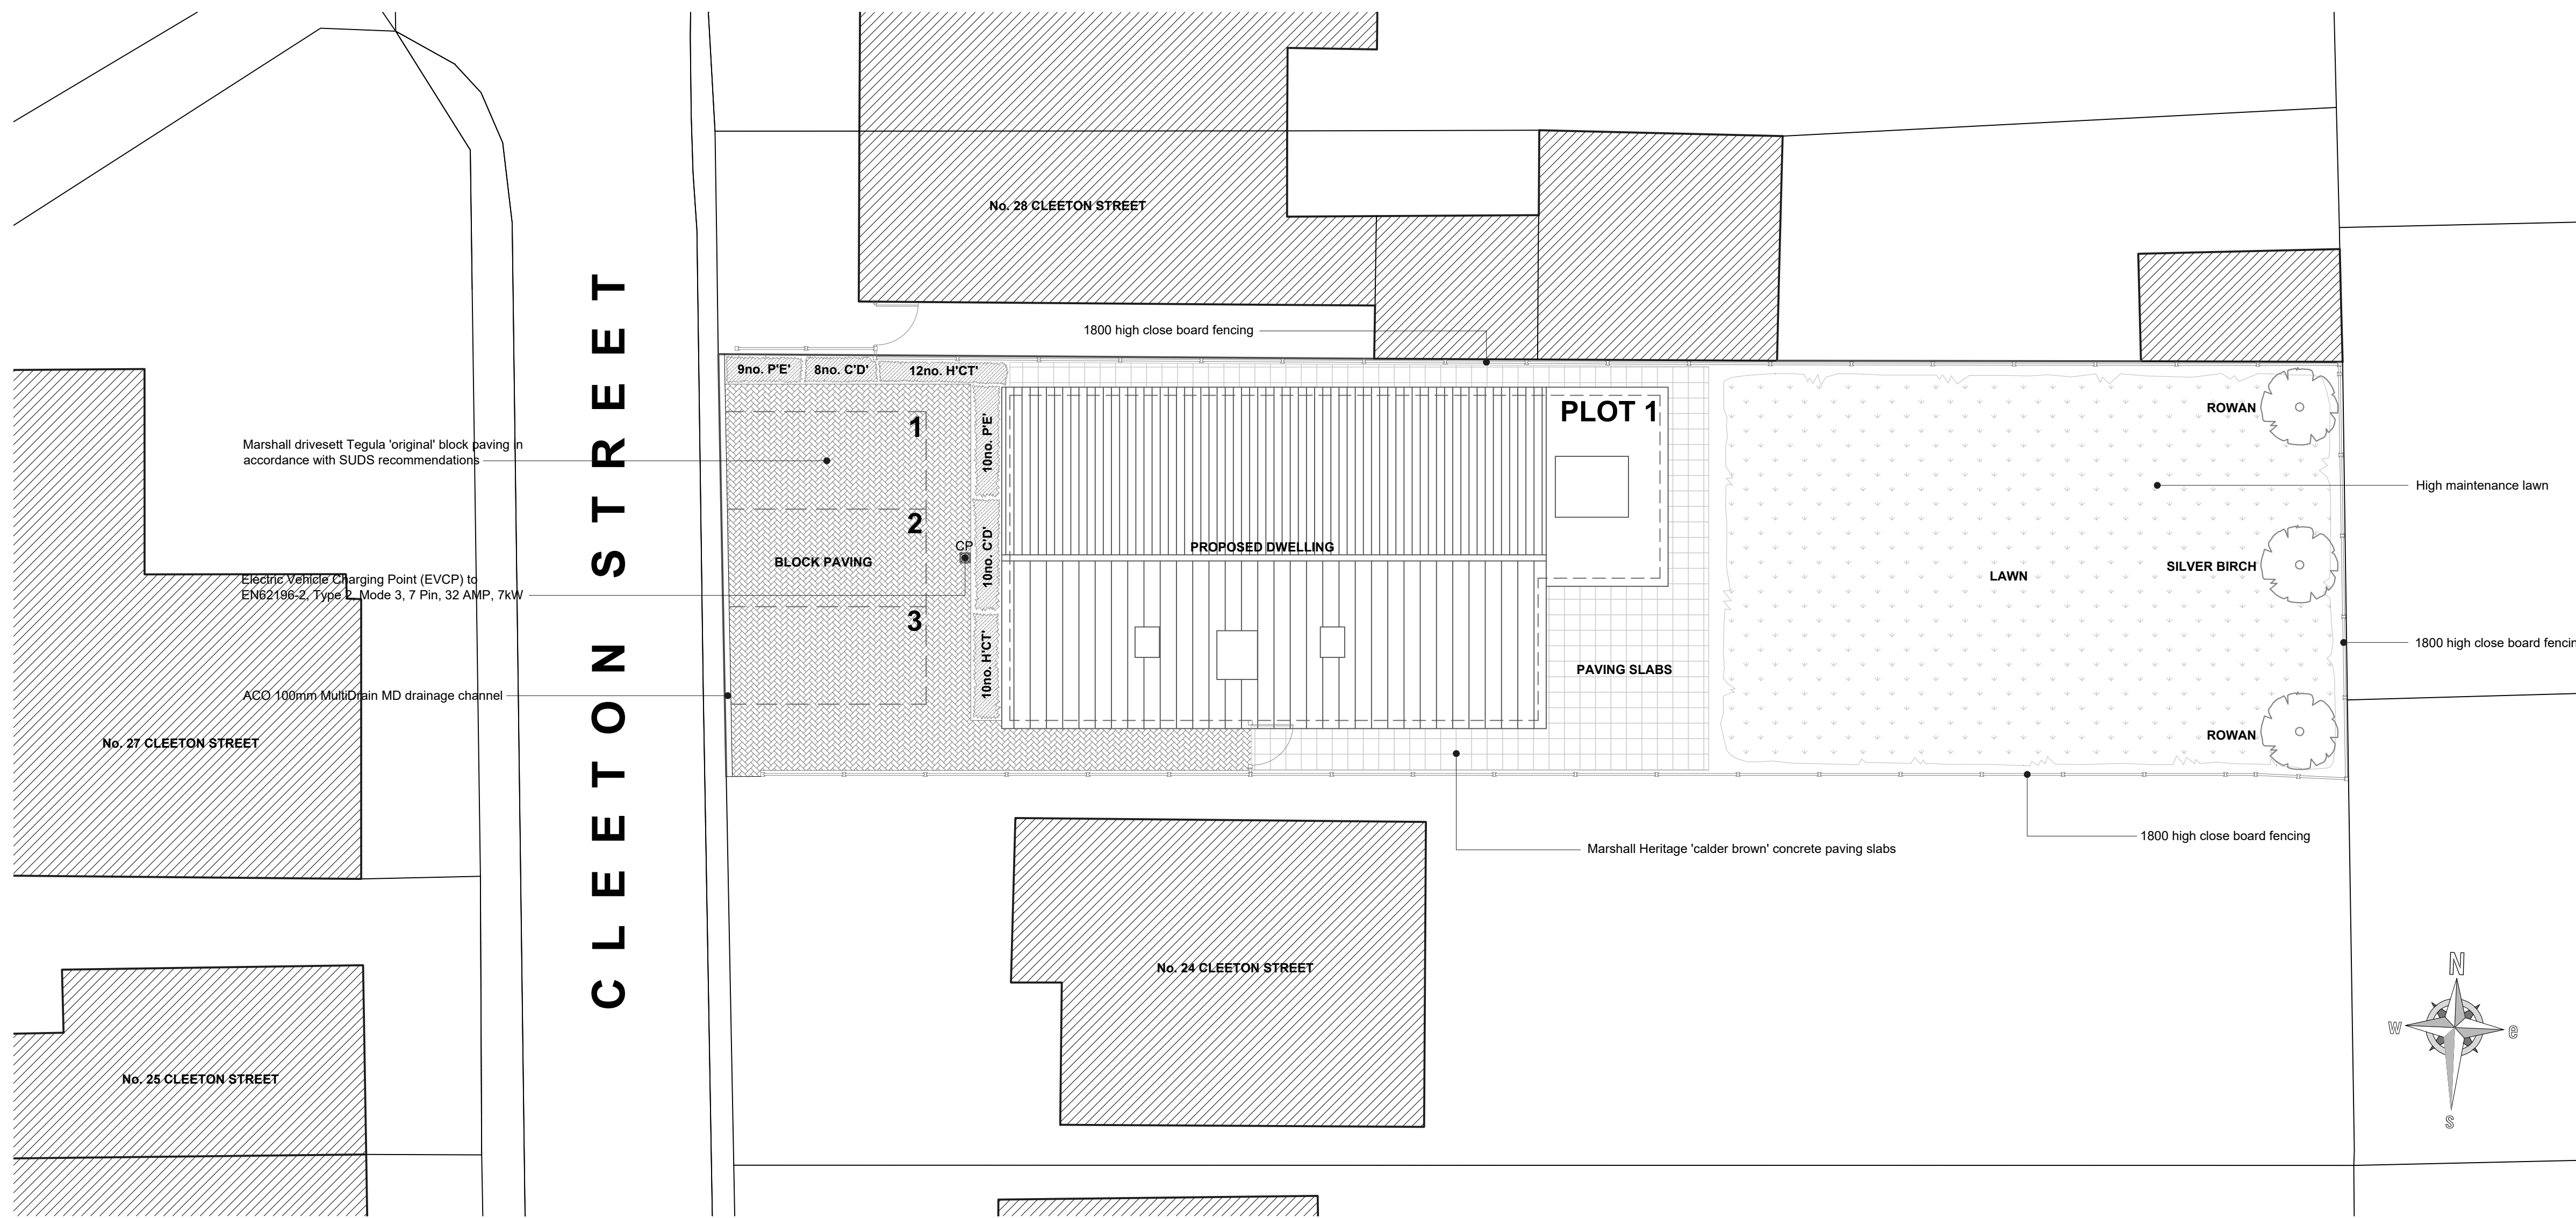 No. 28 CLEETON STREET
1800 high close board fencing
9no. P'E'
8no. C'D'
12no. H'CT'
PLOT 1
ROWAN
1
10no. P'E'
Marshall drivesett Tegula 'original' block paving in
accordance with SUDS recommendations
High maintenance lawn
2
CP
10no. C'D'
PROPOSED DWELLING
BLOCK PAVING
SILVER BIRCH
LAWN
Electric Vehicle Charging Point (EVCP) to
EN62196-2, Type 2, Mode 3, 7 Pin, 32 AMP, 7kW
3
10no. H'CT'
1800 high close board fencin
PAVING SLABS
ACO 100mm MultiDrain MD drainage channel
ROWAN
No. 27 CLEETON STREET
CLEETON STREET
1800 high close board fencing
Marshall Heritage 'calder brown' concrete paving slabs
No. 24 CLEETON STREET
No. 25 CLEETON STREET
N
w
e
s